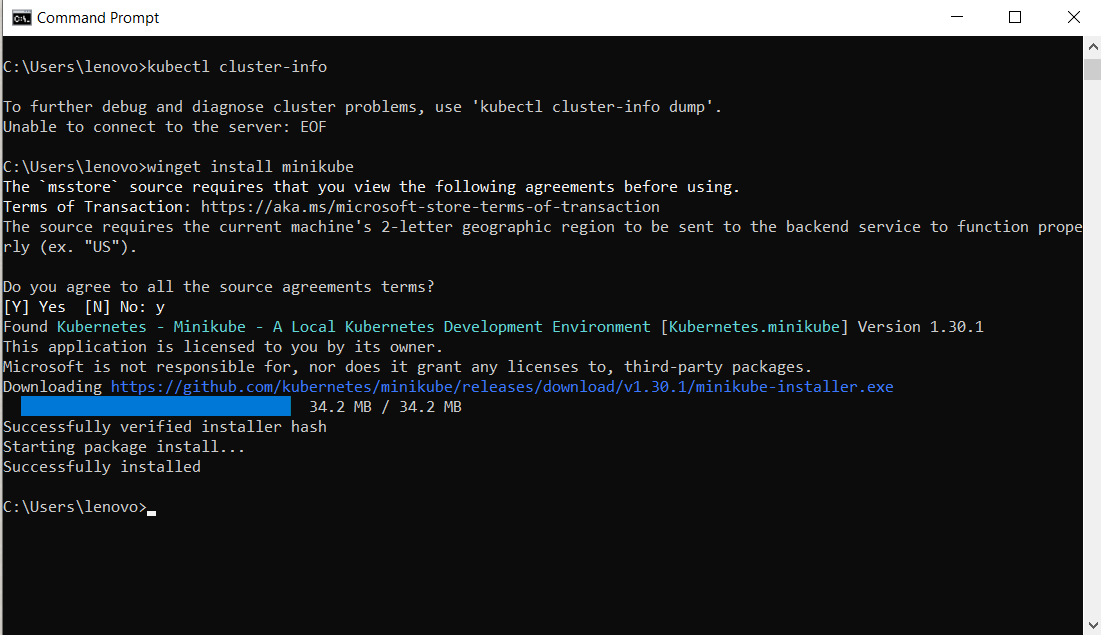 Command Prompt
C:\Users\lenovo>kubectl cluster-info
To further debug and diagnose cluster problems, use 'kubectl cluster-info dump'.
Unable to connect to the server: EOF
C:\Users\lenovo>winget install minikube
The `msstore` source requires that you view the following agreements before using.
Terms of Transaction: https://aka.ms/microsoft-store-terms-of-transaction
The source requires the current machine's 2-letter geographic region to be sent to the backend service to function prope
rly (ex. "US").
Do you agree to all the source agreements terms?
[Y] Yes  [N] No: y
Found Kubernetes - Minikube - A Local Kubernetes Development Environment [Kubernetes.minikube] Version 1.30.1
This application is licensed to you by its owner.
Microsoft is not responsible for, nor does it grant any licenses to, third-party packages.
Downloading https://github.com/kubernetes/minikube/releases/download/v1.30.1/minikube-installer.exe
34.2 MB / 34.2 MB
Successfully verified installer hash
Starting package install...
Successfully installed
C:\Users\lenovo>